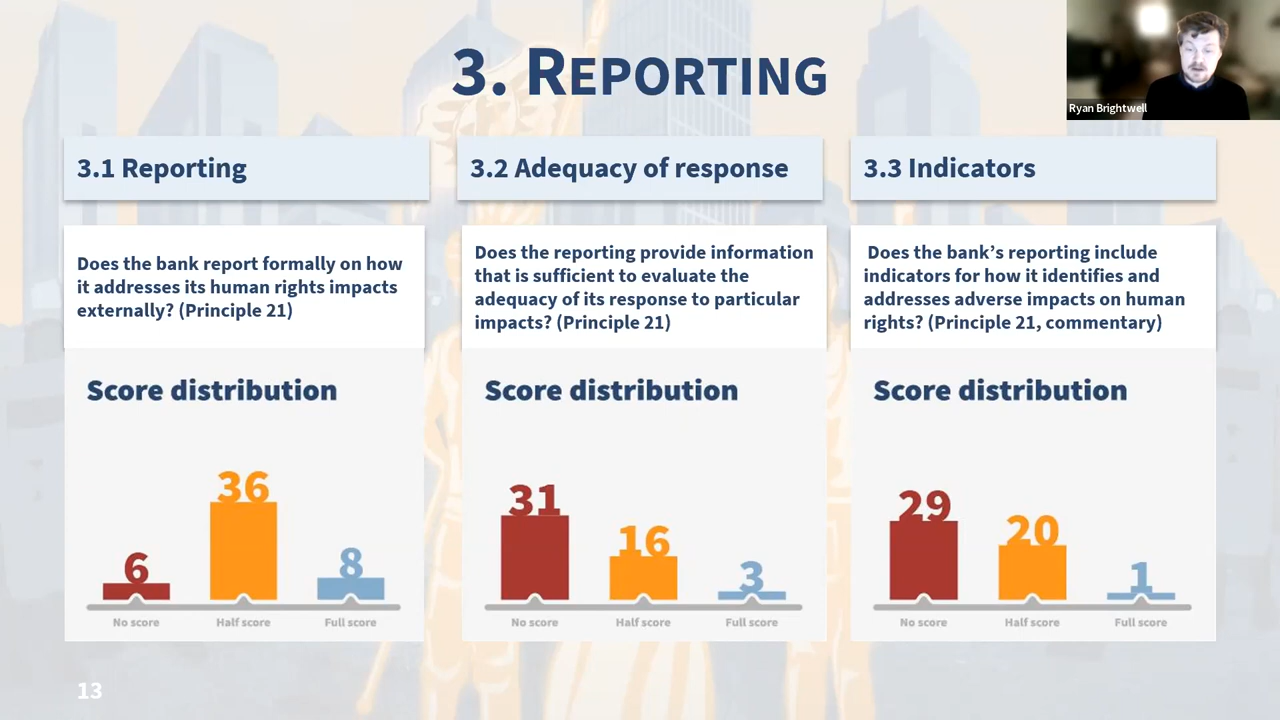 3. REPORTING
Ryan Brightwell
3.1 Reporting
Does the bank report formally on how
it addresses its human rights impacts
externally? (Principle 21)
Score distribution
6
36
8
No score
Half score
Full score
3.2 Adequacy of response
Does the reporting provide information
that is sufficient to evaluate the
adequacy of its response to particular
impacts? (Principle 21)
Score distribution
31
16
3
No score
Half score
Full score
3.3 Indicators
Does the bank’s reporting include
indicators for how it identifies and
addresses adverse impacts on human
rights? (Principle 21, commentary)
Score distribution
29
20
1
No score
Half score
Full score
13